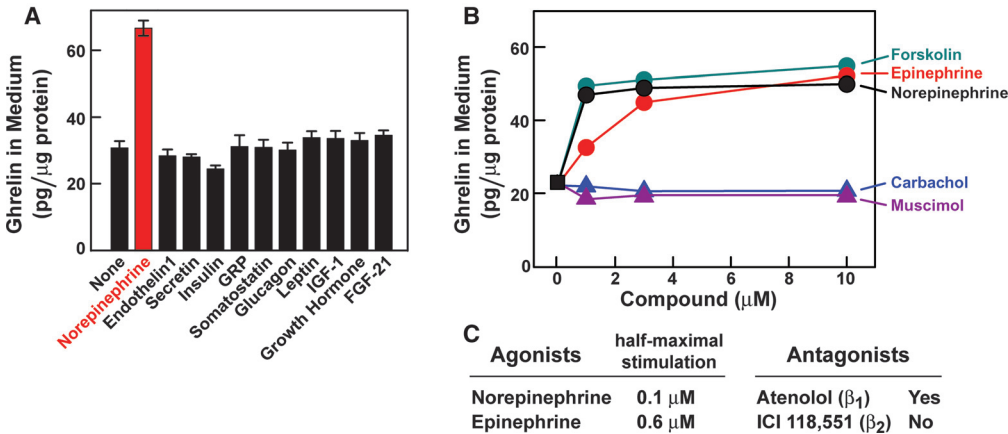 A
Ghrelin in Medium
(pg/μg protein)
60
40
20
0
None
Norepinephrine
Endothelin1
Secretin
Insulin
GRP
Somatostatin
Glucagon
Leptin
IGF-1
Growth Hormone
FGF-21
B
Ghrelin in Medium
(pg/μg protein)
60
40
20
0
0
2
4
6
8
10
Compound (μM)
Forskolin
Epinephrine
Norepinephrine
Carbachol
Muscimol
C
Agonists half-maximal stimulation Antagonists
Norepinephrine 0.1 μM Atenolol (β1) Yes
Epinephrine 0.6 μM ICI 118,551 (β2) No